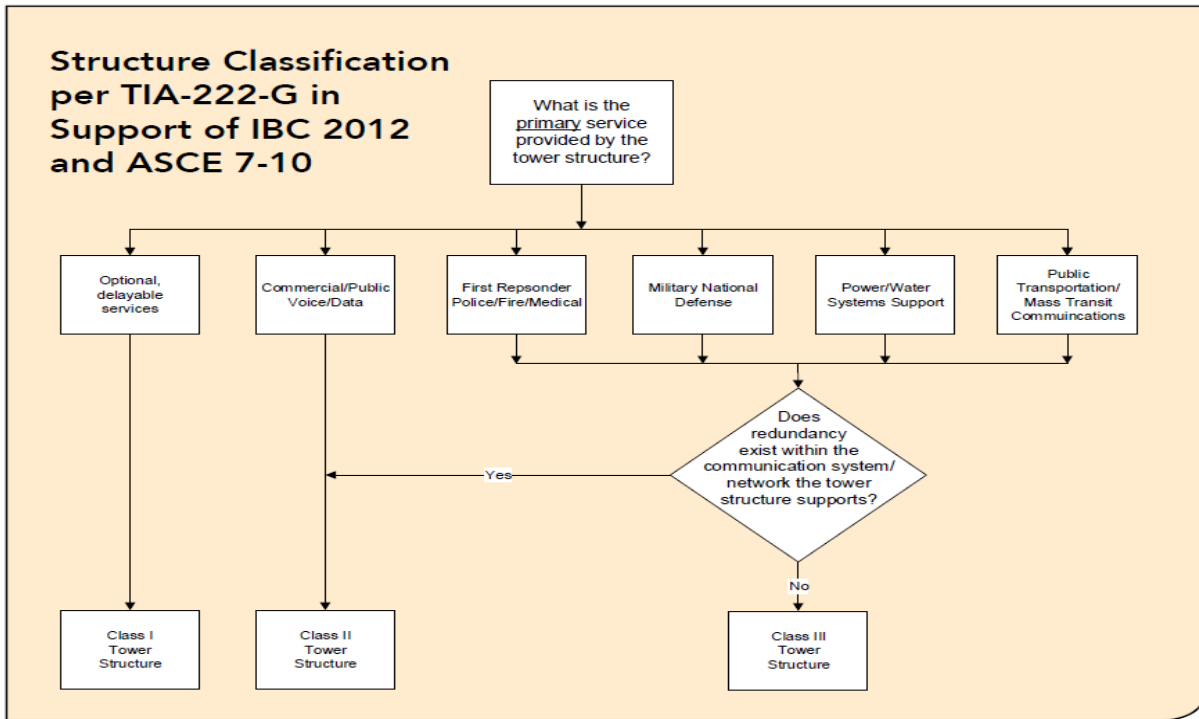 Structure Classification
per TIA-222-G in
Support of IBC 2012
and ASCE 7-10
What is the
primary service
provided by the
tower structure?
Optional,
delayable
services
Commercial/Public
Voice/Data
First Repsonder
Police/Fire/Medical
Military National
Defense
Power/Water
Systems Support
Public
Transportation/
Mass Transit
Commuincations
Does
redundancy
exist within the
communication system/
network the tower
structure supports?
Yes
No
Class I
Tower
Structure
Class II
Tower
Structure
Class III
Tower
Structure